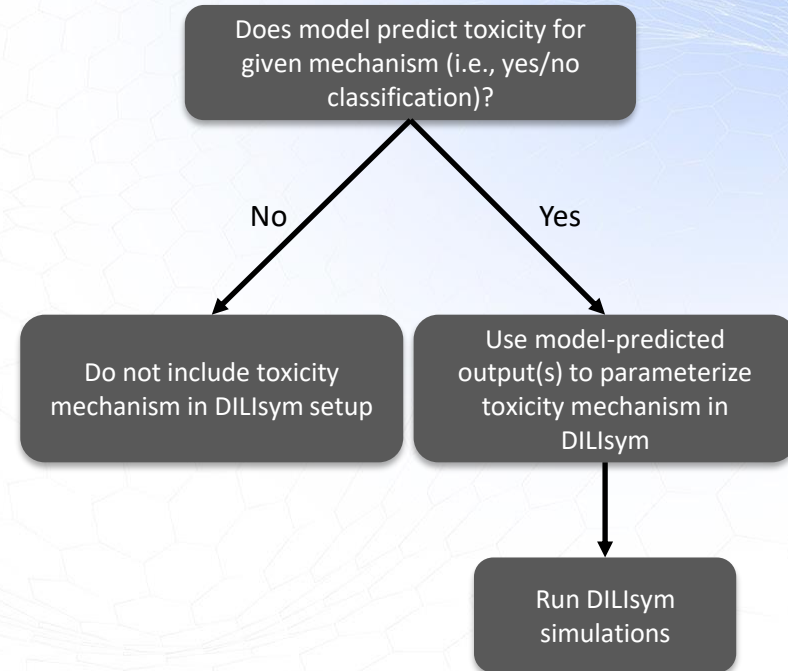 Does model predict toxicity for
given mechanism (i.e., yes/no
classification)?
No
Yes
Do not include toxicity
mechanism in DILIsym setup
Use model-predicted
output(s) to parameterize
toxicity mechanism in
DILIsym
Run DILIsym
simulations